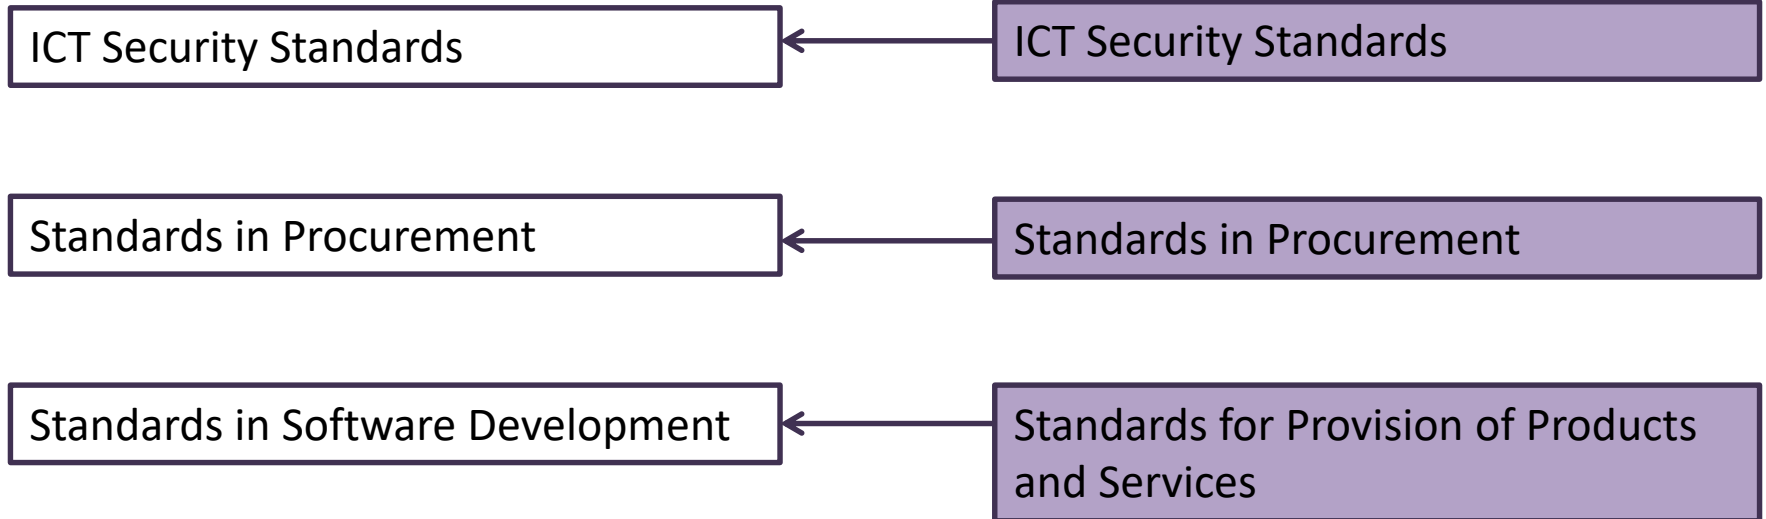 ICT Security Standards
ICT Security Standards
Standards in Procurement
Standards in Procurement
Standards in Software Development
Standards for Provision of Products
and Services